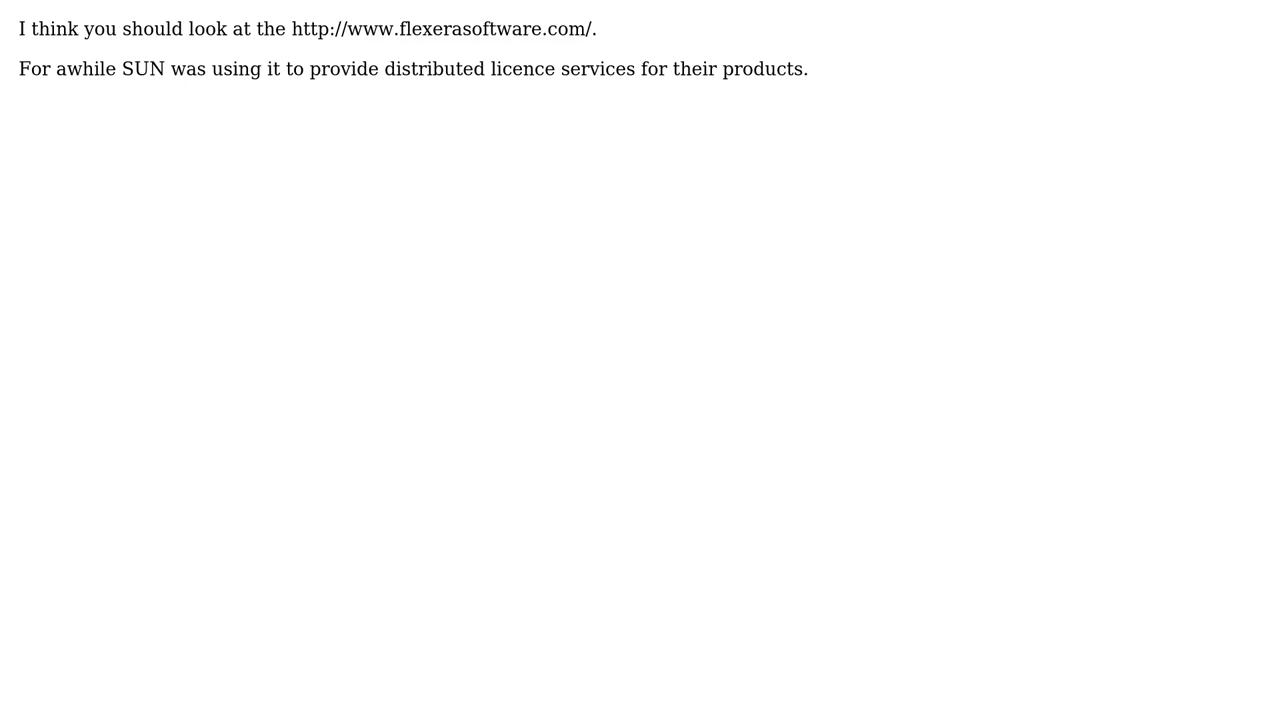 I think you should look at the http://www.flexerasoftware.com/.
For awhile SUN was using it to provide distributed licence services for their products.